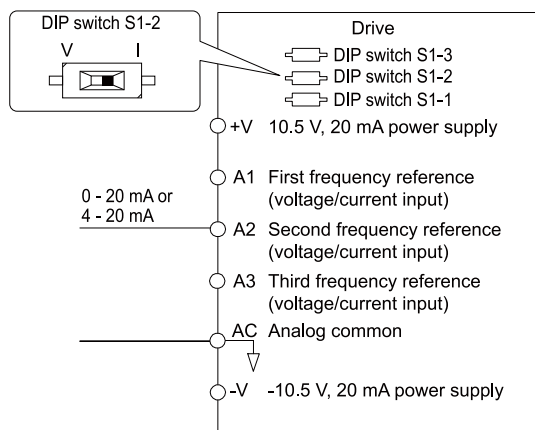 DIP switch S1-2
V I
Drive
DIP switch S1-3
DIP switch S1-2
DIP switch S1-1
+V 10.5 V, 20 mA power supply
A1 First frequency reference
(voltage/current input)
0 - 20 mA or
4 - 20 mA
A2 Second frequency reference
(voltage/current input)
A3 Third frequency reference
(voltage/current input)
AC Analog common
-V -10.5 V, 20 mA power supply